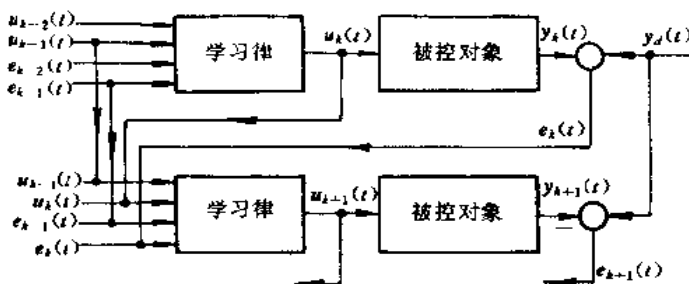 u_{k-2}(t)
u_{k-1}(t)
e_{k-2}(t)
e_{k-1}(t)
学习律
u_k(t)
被控对象
y_k(t)
y_d(t)
e_k(t)
u_{k-1}(t)
u_k(t)
e_{k-1}(t)
e_k(t)
学习律
u_{k+1}(t)
被控对象
y_{k+1}(t)
−
e_{k+1}(t)